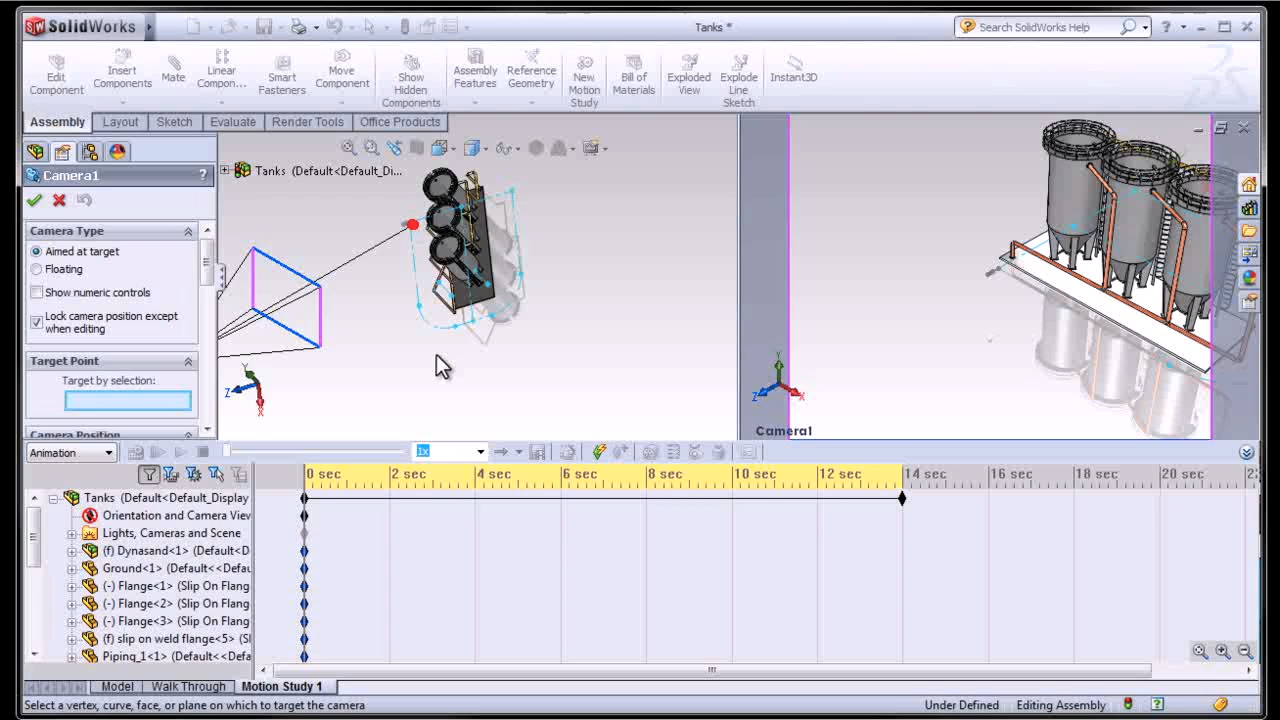 SolidWorks
Tanks *
Search SolidWorks Help
Edit Component
Insert Components
Mate
Linear Compon...
Smart Fasteners
Move Component
Show Hidden Components
Assembly Features
Reference Geometry
New Motion Study
Bill of Materials
Exploded View
Explode Line Sketch
Instant3D
Assembly
Layout
Sketch
Evaluate
Render Tools
Office Products
Camera1
?
Tanks (Default<Default_Di...
Camera Type
Aimed at target
Floating
Show numeric controls
Lock camera position except
when editing
Target Point
Target by selection:
Camera Position
Y
Z
X
Y
Z
X
Camera1
Animation
1x
0 sec
2 sec
4 sec
6 sec
8 sec
10 sec
12 sec
14 sec
16 sec
18 sec
20 sec
Tanks (Default<Default_Display
Orientation and Camera View
Lights, Cameras and Scene
(f) Dynasand<1> (Default<D
Ground<1> (Default<<Defau
(-) Flange<1> (Slip On Flang
(-) Flange<2> (Slip On Flang
(-) Flange<3> (Slip On Flang
(f) slip on weld flange<5> (Sl
Piping_1<1> (Default<<Defa
Model
Walk Through
Motion Study 1
Select a vertex, curve, face, or plane on which to target the camera
Under Defined
Editing Assembly